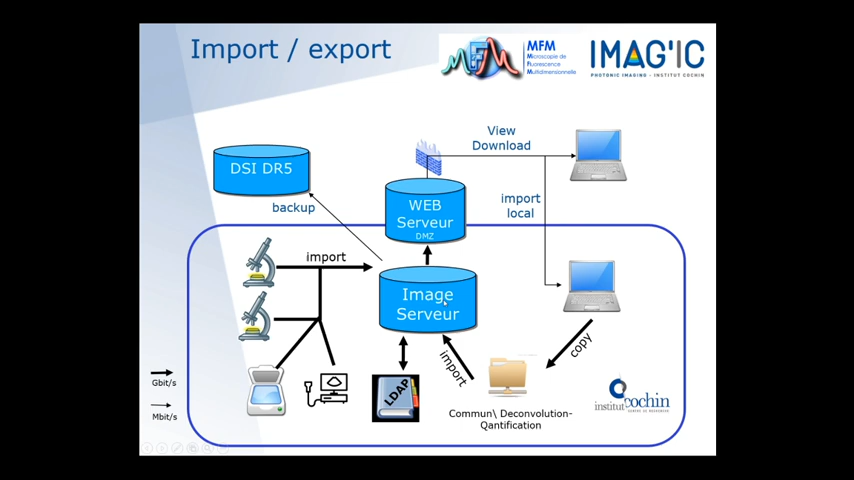 Import / export
MFM
Microscopie de
Fluorescence
Multidimensionnelle
IMAG'IC
PHOTONIC IMAGING - INSTITUT COCHIN
View
Download
DSI DR5
backup
WEB
Serveur
DMZ
import
local
import
Image
Serveur
copy
import
LDAP
Gbit/s
Mbit/s
Commun\ Deconvolution-
Qantification
institut cochin